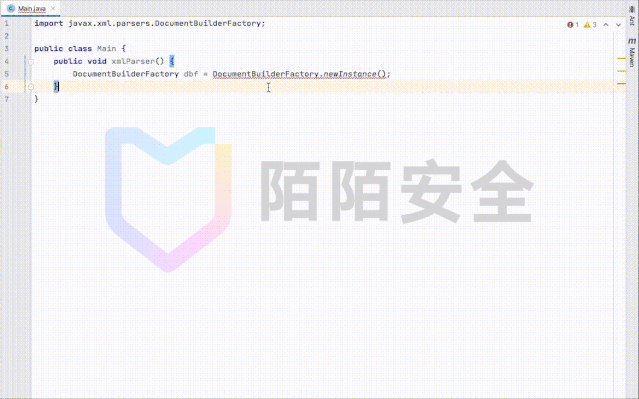 Main.java
1 import javax.xml.parsers.DocumentBuilderFactory;
1 3
2
3 public class Main {
4 public void xmlParser() {
5 DocumentBuilderFactory dbf = DocumentBuilderFactory.newInstance();
6 }
7 }
陌陌安全
Ant
m Maven